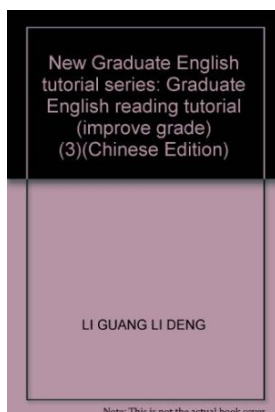 New Graduate English
tutorial series: Graduate
English reading tutorial
(improve grade)
(3)(Chinese Edition)
LI GUANG LI DENG
Note: This is not the actual book cover